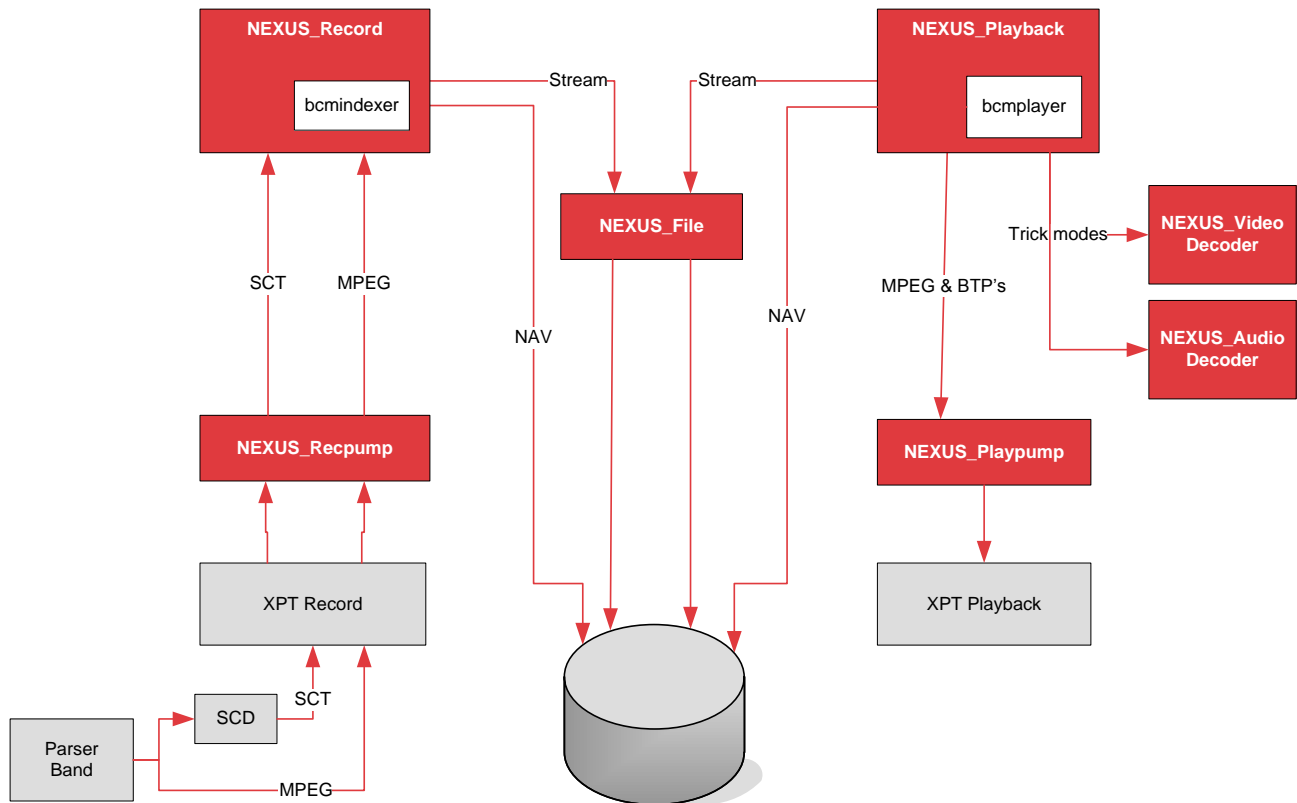 NEXUS_Record
bcmindexer
NEXUS_Playback
bcmplayer
Stream
Stream
NEXUS_File
NEXUS_Video
Decoder
Trick modes
NEXUS_Audio
Decoder
SCT
MPEG
MPEG & BTP's
NAV
NAV
NEXUS_Recpump
NEXUS_Playpump
XPT Record
XPT Playback
SCT
SCD
Parser
Band
MPEG